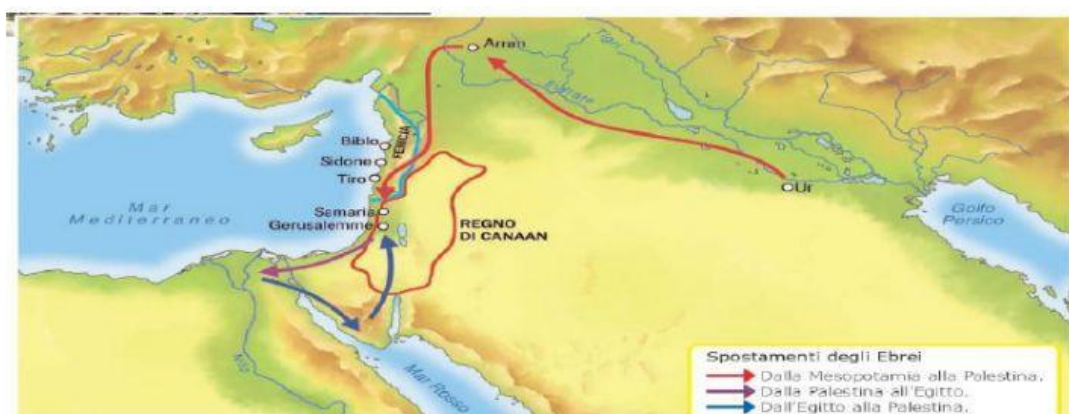 Arran
Tigri
Eufrate
Biblo
FENICIA
Sidone
Tiro
Ur
Mar
Mediterraneo
Samaria
Gerusalemme
REGNO
DI CANAAN
Golfo
Persico
Nilo
Mar Rosso
Spostamenti degli Ebrei
Dalla Mesopotamia alla Palestina.
Dalla Palestina all'Egitto.
Dall'Egitto alla Palestina.